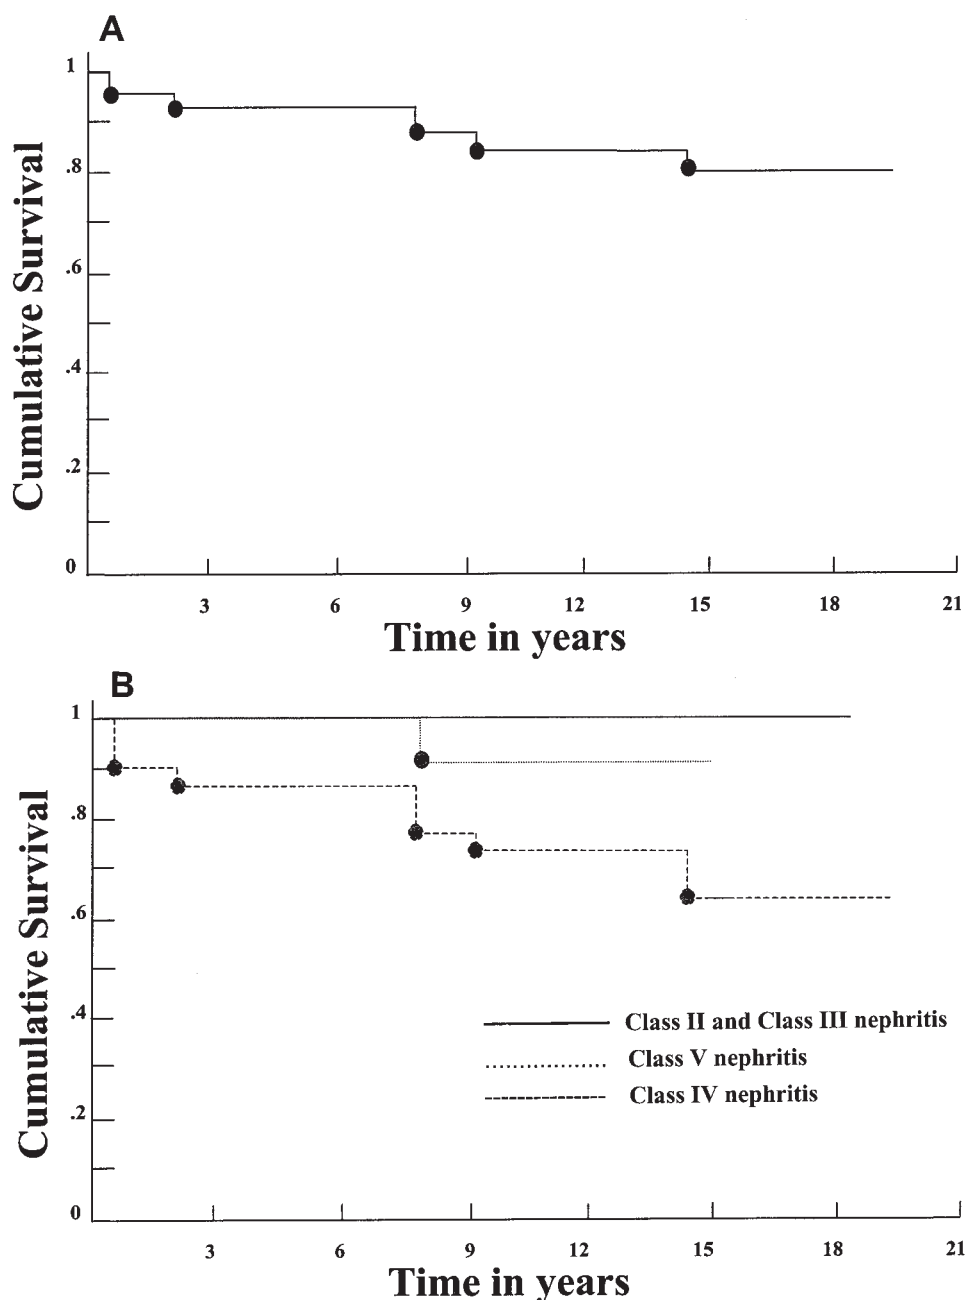 A
Cumulative Survival
1
.8
.6
.4
.2
0
3 6 9 12 15 18 21
Time in years
B
Cumulative Survival
1
.8
.6
.4
.2
0
Class II and Class III nephritis
Class V nephritis
Class IV nephritis
3 6 9 12 15 18 21
Time in years